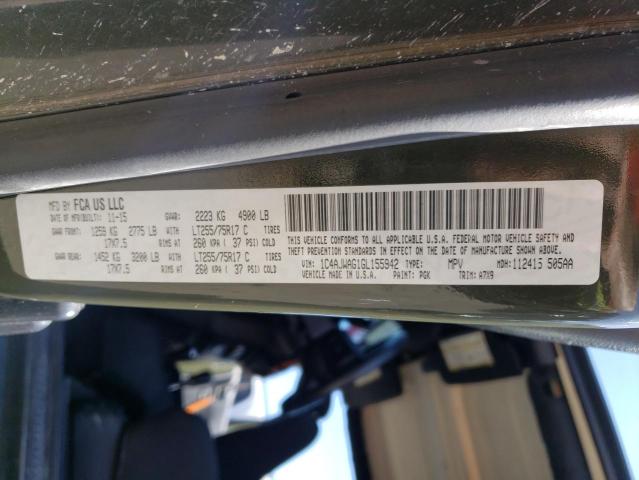 MFD BY FCA US LLC
DATE OF MFR(BUILT): 11-15 GVWR: 2223 KG 4900 LB
GAWR FRONT: 1259 KG 2775 LB WITH LT255/75R17 C TIRES
17X7.5 RIMS AT 260 KPA ( 37 PSI) COLD
GAWR REAR: 1452 KG 3200 LB WITH LT255/75R17 C TIRES
17X7.5 RIMS AT 260 KPA ( 37 PSI) COLD
THIS VEHICLE CONFORMS TO ALL APPLICABLE U.S.A. FEDERAL MOTOR VEHICLE SAFETY AND
THEFT PREVENTION STANDARDS IN EFFECT ON THE DATE OF MANUFACTURE SHOWN ABOVE.
VIN: 1C4AJWAG1GL155942 TYPE: MPV MDH: 112415 505AA
VEHICLE MADE IN U.S.A. PAINT: PGK TRIM: A7X9